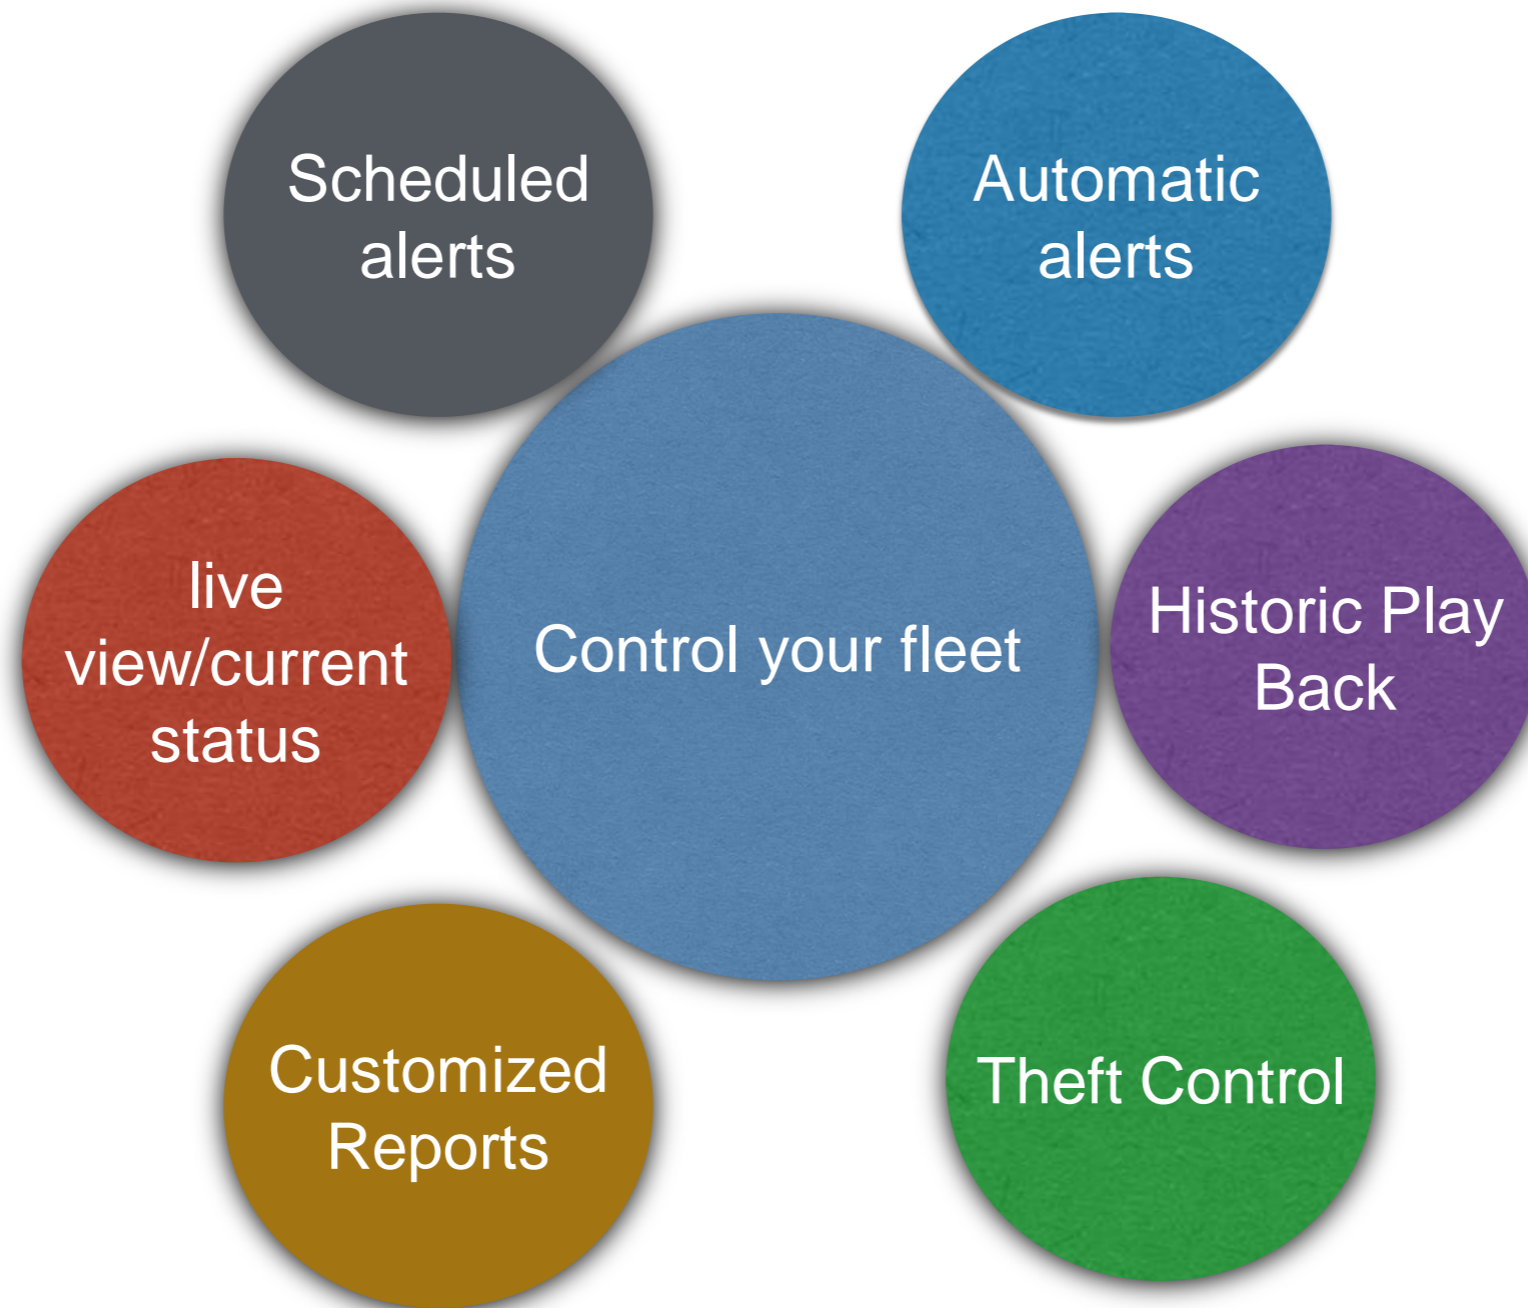 Scheduled
alerts
Automatic
alerts
live
view/current
status
Control your fleet
Historic Play
Back
Customized
Reports
Theft Control